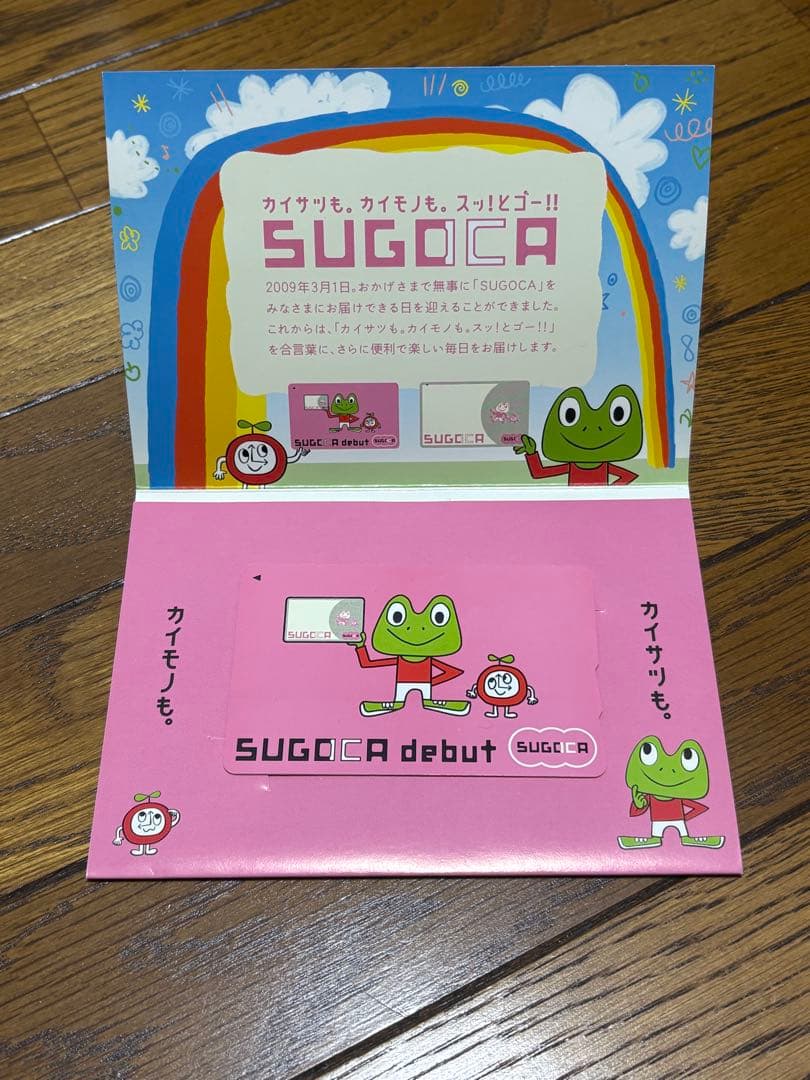 カイサツも。カイモノも。スッ!とゴー!!
SUGOCA
2009年3月1日。おかげさまで無事に「SUGOCA」を
みなさまにお届けできる日を迎えることができました。
これからは、「カイサツも。カイモノも。スッ!とゴー!!」
を合言葉に、さらに便利で楽しい毎日をお届けします。
SUGOCA debut SUGOCA
SUGOCA
カイサツも。
カイモノも。
SUGOCA
SUGOCA debut SUGOCA